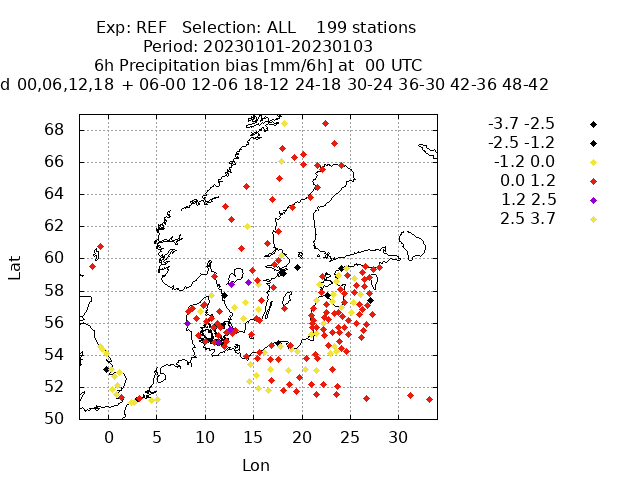 Exp: REF   Selection: ALL    199 stations
Period: 20230101-20230103
6h Precipitation bias [mm/6h] at  00 UTC
d 00,06,12,18 + 06-00 12-06 18-12 24-18 30-24 36-30 42-36 48-42
-3.7 -2.5
-2.5 -1.2
-1.2 0.0
0.0 1.2
1.2 2.5
2.5 3.7
68
66
64
62
60
58
56
54
52
50
Lat
0 5 10 15 20 25 30
Lon